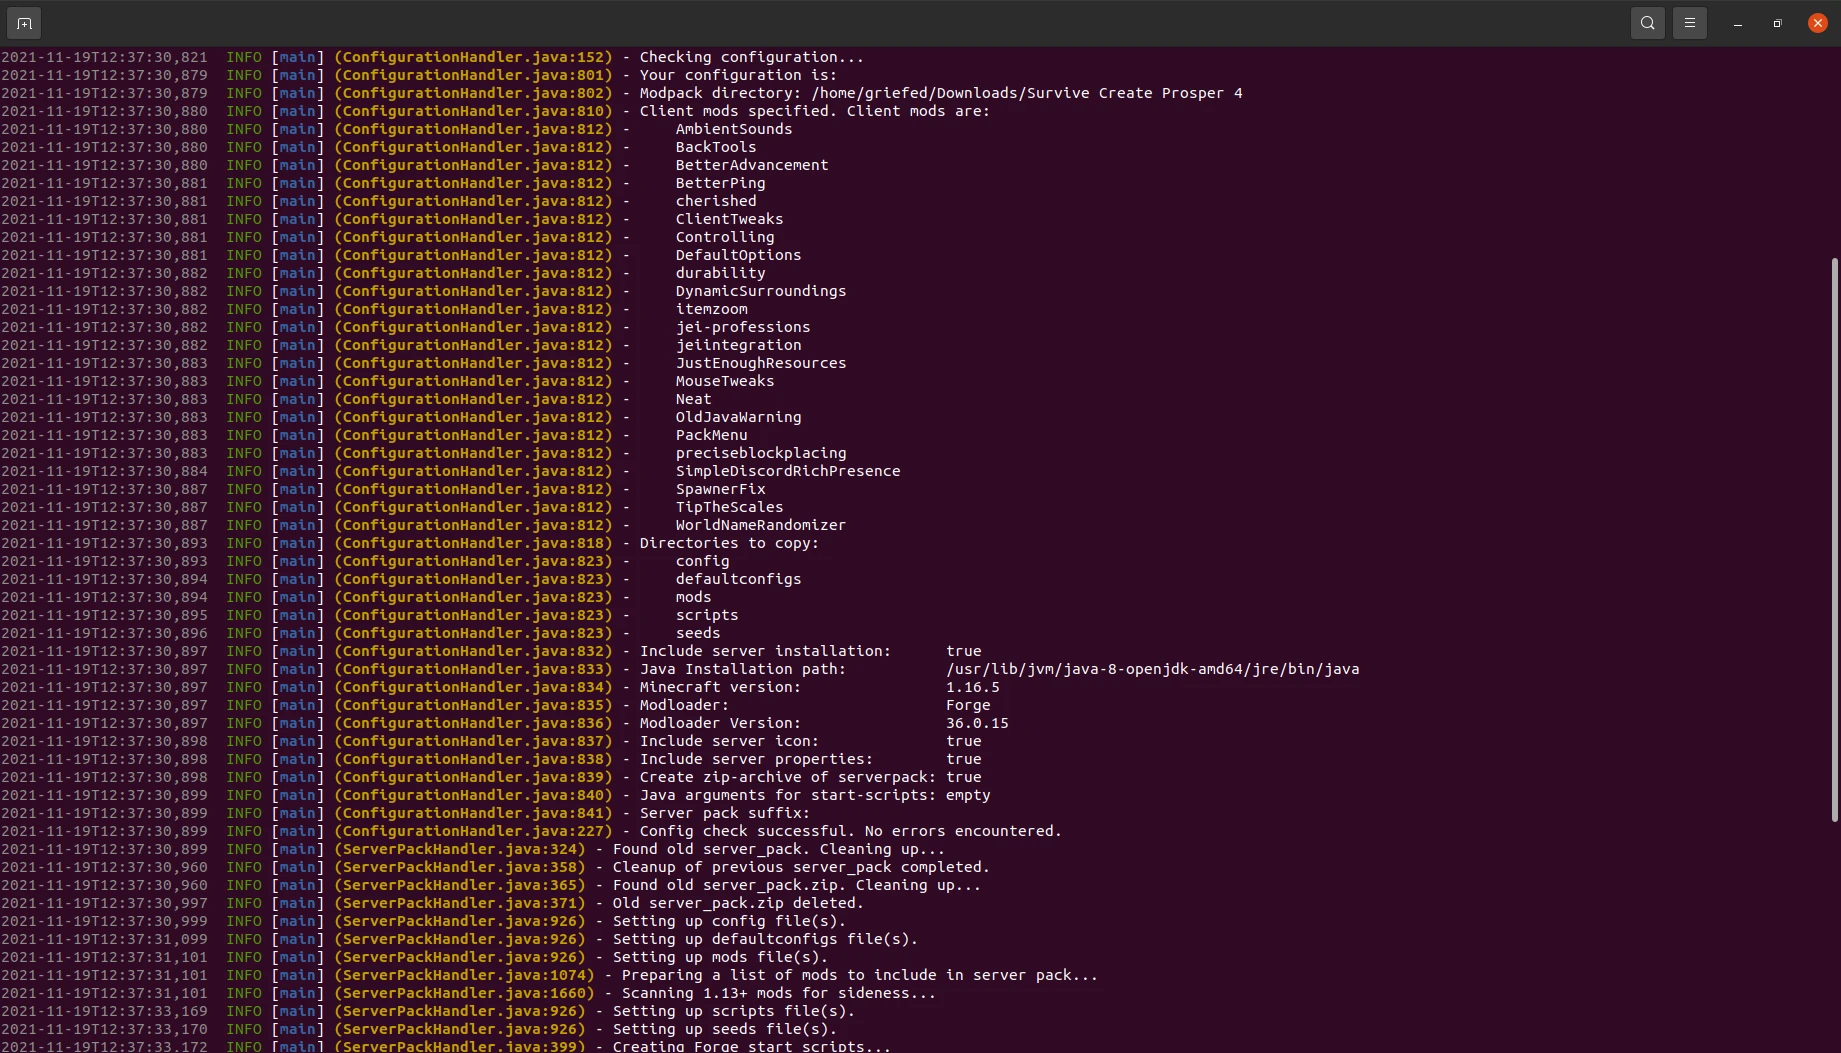 2021-11-19T12:37:30,821  INFO [main] (ConfigurationHandler.java:152) - Checking configuration...
2021-11-19T12:37:30,879  INFO [main] (ConfigurationHandler.java:801) - Your configuration is:
2021-11-19T12:37:30,879  INFO [main] (ConfigurationHandler.java:802) - Modpack directory: /home/griefed/Downloads/Survive Create Prosper 4
2021-11-19T12:37:30,880  INFO [main] (ConfigurationHandler.java:810) - Client mods specified. Client mods are:
2021-11-19T12:37:30,880  INFO [main] (ConfigurationHandler.java:812) -     AmbientSounds
2021-11-19T12:37:30,880  INFO [main] (ConfigurationHandler.java:812) -     BackTools
2021-11-19T12:37:30,880  INFO [main] (ConfigurationHandler.java:812) -     BetterAdvancement
2021-11-19T12:37:30,881  INFO [main] (ConfigurationHandler.java:812) -     BetterPing
2021-11-19T12:37:30,881  INFO [main] (ConfigurationHandler.java:812) -     cherished
2021-11-19T12:37:30,881  INFO [main] (ConfigurationHandler.java:812) -     ClientTweaks
2021-11-19T12:37:30,881  INFO [main] (ConfigurationHandler.java:812) -     Controlling
2021-11-19T12:37:30,881  INFO [main] (ConfigurationHandler.java:812) -     DefaultOptions
2021-11-19T12:37:30,882  INFO [main] (ConfigurationHandler.java:812) -     durability
2021-11-19T12:37:30,882  INFO [main] (ConfigurationHandler.java:812) -     DynamicSurroundings
2021-11-19T12:37:30,882  INFO [main] (ConfigurationHandler.java:812) -     itemzoom
2021-11-19T12:37:30,882  INFO [main] (ConfigurationHandler.java:812) -     jei-professions
2021-11-19T12:37:30,882  INFO [main] (ConfigurationHandler.java:812) -     jeiintegration
2021-11-19T12:37:30,883  INFO [main] (ConfigurationHandler.java:812) -     JustEnoughResources
2021-11-19T12:37:30,883  INFO [main] (ConfigurationHandler.java:812) -     MouseTweaks
2021-11-19T12:37:30,883  INFO [main] (ConfigurationHandler.java:812) -     Neat
2021-11-19T12:37:30,883  INFO [main] (ConfigurationHandler.java:812) -     OldJavaWarning
2021-11-19T12:37:30,883  INFO [main] (ConfigurationHandler.java:812) -     PackMenu
2021-11-19T12:37:30,883  INFO [main] (ConfigurationHandler.java:812) -     preciseblockplacing
2021-11-19T12:37:30,884  INFO [main] (ConfigurationHandler.java:812) -     SimpleDiscordRichPresence
2021-11-19T12:37:30,887  INFO [main] (ConfigurationHandler.java:812) -     SpawnerFix
2021-11-19T12:37:30,887  INFO [main] (ConfigurationHandler.java:812) -     TipTheScales
2021-11-19T12:37:30,887  INFO [main] (ConfigurationHandler.java:812) -     WorldNameRandomizer
2021-11-19T12:37:30,893  INFO [main] (ConfigurationHandler.java:818) - Directories to copy:
2021-11-19T12:37:30,893  INFO [main] (ConfigurationHandler.java:823) -     config
2021-11-19T12:37:30,894  INFO [main] (ConfigurationHandler.java:823) -     defaultconfigs
2021-11-19T12:37:30,894  INFO [main] (ConfigurationHandler.java:823) -     mods
2021-11-19T12:37:30,895  INFO [main] (ConfigurationHandler.java:823) -     scripts
2021-11-19T12:37:30,896  INFO [main] (ConfigurationHandler.java:823) -     seeds
2021-11-19T12:37:30,897  INFO [main] (ConfigurationHandler.java:832) - Include server installation:      true
2021-11-19T12:37:30,897  INFO [main] (ConfigurationHandler.java:833) - Java Installation path:           /usr/lib/jvm/java-8-openjdk-amd64/jre/bin/java
2021-11-19T12:37:30,897  INFO [main] (ConfigurationHandler.java:834) - Minecraft version:                1.16.5
2021-11-19T12:37:30,897  INFO [main] (ConfigurationHandler.java:835) - Modloader:                        Forge
2021-11-19T12:37:30,897  INFO [main] (ConfigurationHandler.java:836) - Modloader Version:                36.0.15
2021-11-19T12:37:30,898  INFO [main] (ConfigurationHandler.java:837) - Include server icon:              true
2021-11-19T12:37:30,898  INFO [main] (ConfigurationHandler.java:838) - Include server properties:        true
2021-11-19T12:37:30,898  INFO [main] (ConfigurationHandler.java:839) - Create zip-archive of serverpack: true
2021-11-19T12:37:30,899  INFO [main] (ConfigurationHandler.java:840) - Java arguments for start-scripts: empty
2021-11-19T12:37:30,899  INFO [main] (ConfigurationHandler.java:841) - Server pack suffix:
2021-11-19T12:37:30,899  INFO [main] (ConfigurationHandler.java:227) - Config check successful. No errors encountered.
2021-11-19T12:37:30,899  INFO [main] (ServerPackHandler.java:324) - Found old server_pack. Cleaning up...
2021-11-19T12:37:30,960  INFO [main] (ServerPackHandler.java:358) - Cleanup of previous server_pack completed.
2021-11-19T12:37:30,960  INFO [main] (ServerPackHandler.java:365) - Found old server_pack.zip. Cleaning up...
2021-11-19T12:37:30,997  INFO [main] (ServerPackHandler.java:371) - Old server_pack.zip deleted.
2021-11-19T12:37:30,999  INFO [main] (ServerPackHandler.java:926) - Setting up config file(s).
2021-11-19T12:37:31,099  INFO [main] (ServerPackHandler.java:926) - Setting up defaultconfigs file(s).
2021-11-19T12:37:31,101  INFO [main] (ServerPackHandler.java:926) - Setting up mods file(s).
2021-11-19T12:37:31,101  INFO [main] (ServerPackHandler.java:1074) - Preparing a list of mods to include in server pack...
2021-11-19T12:37:31,101  INFO [main] (ServerPackHandler.java:1660) - Scanning 1.13+ mods for sideness...
2021-11-19T12:37:33,169  INFO [main] (ServerPackHandler.java:926) - Setting up scripts file(s).
2021-11-19T12:37:33,170  INFO [main] (ServerPackHandler.java:926) - Setting up seeds file(s).
2021-11-19T12:37:33,172  INFO [main] (ServerPackHandler.java:399) - Creating Forge start scripts...